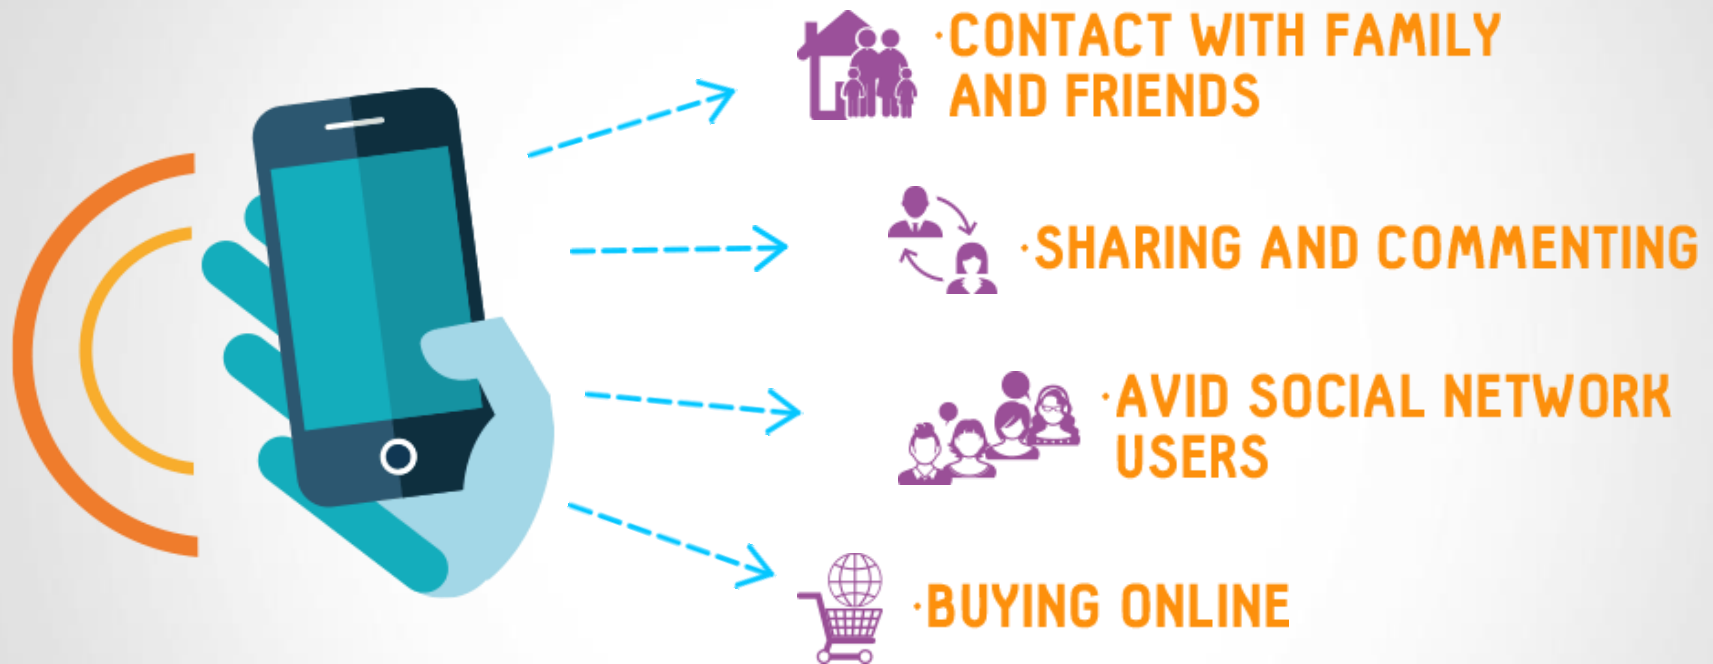 ·CONTACT WITH FAMILY
AND FRIENDS
·SHARING AND COMMENTING
·AVID SOCIAL NETWORK
USERS
·BUYING ONLINE